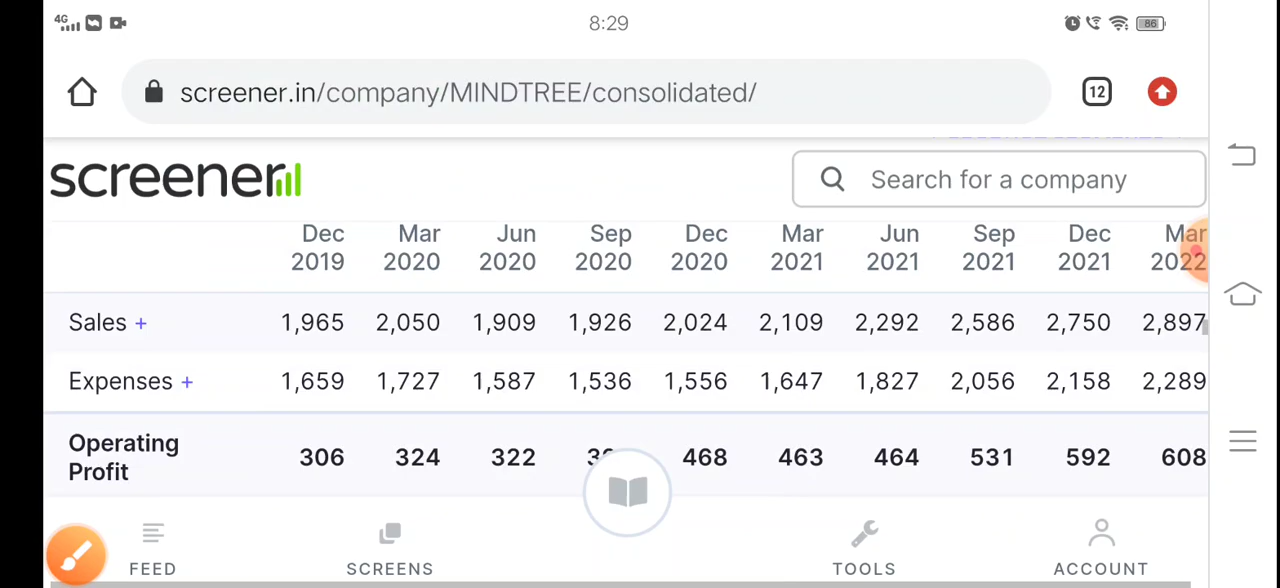 4G 8:29 86
screener.in/company/MINDTREE/consolidated/ 12
screener Search for a company
Dec Mar Jun Sep Dec Mar Jun Sep Dec Mar
2019 2020 2020 2020 2020 2021 2021 2021 2021 2022
Sales + 1,965 2,050 1,909 1,926 2,024 2,109 2,292 2,586 2,750 2,897
Expenses + 1,659 1,727 1,587 1,536 1,556 1,647 1,827 2,056 2,158 2,289
Operating
Profit 306 324 322 468 463 464 531 592 608
FEED SCREENS TOOLS ACCOUNT